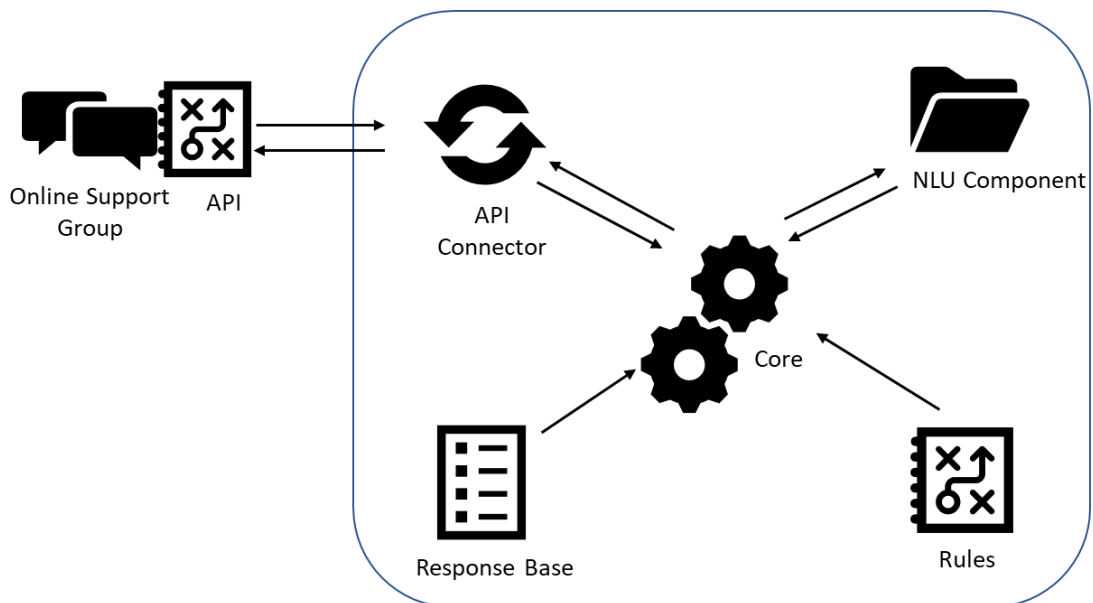 Online Support
Group
API
API
Connector
NLU Component
Core
Response Base
Rules